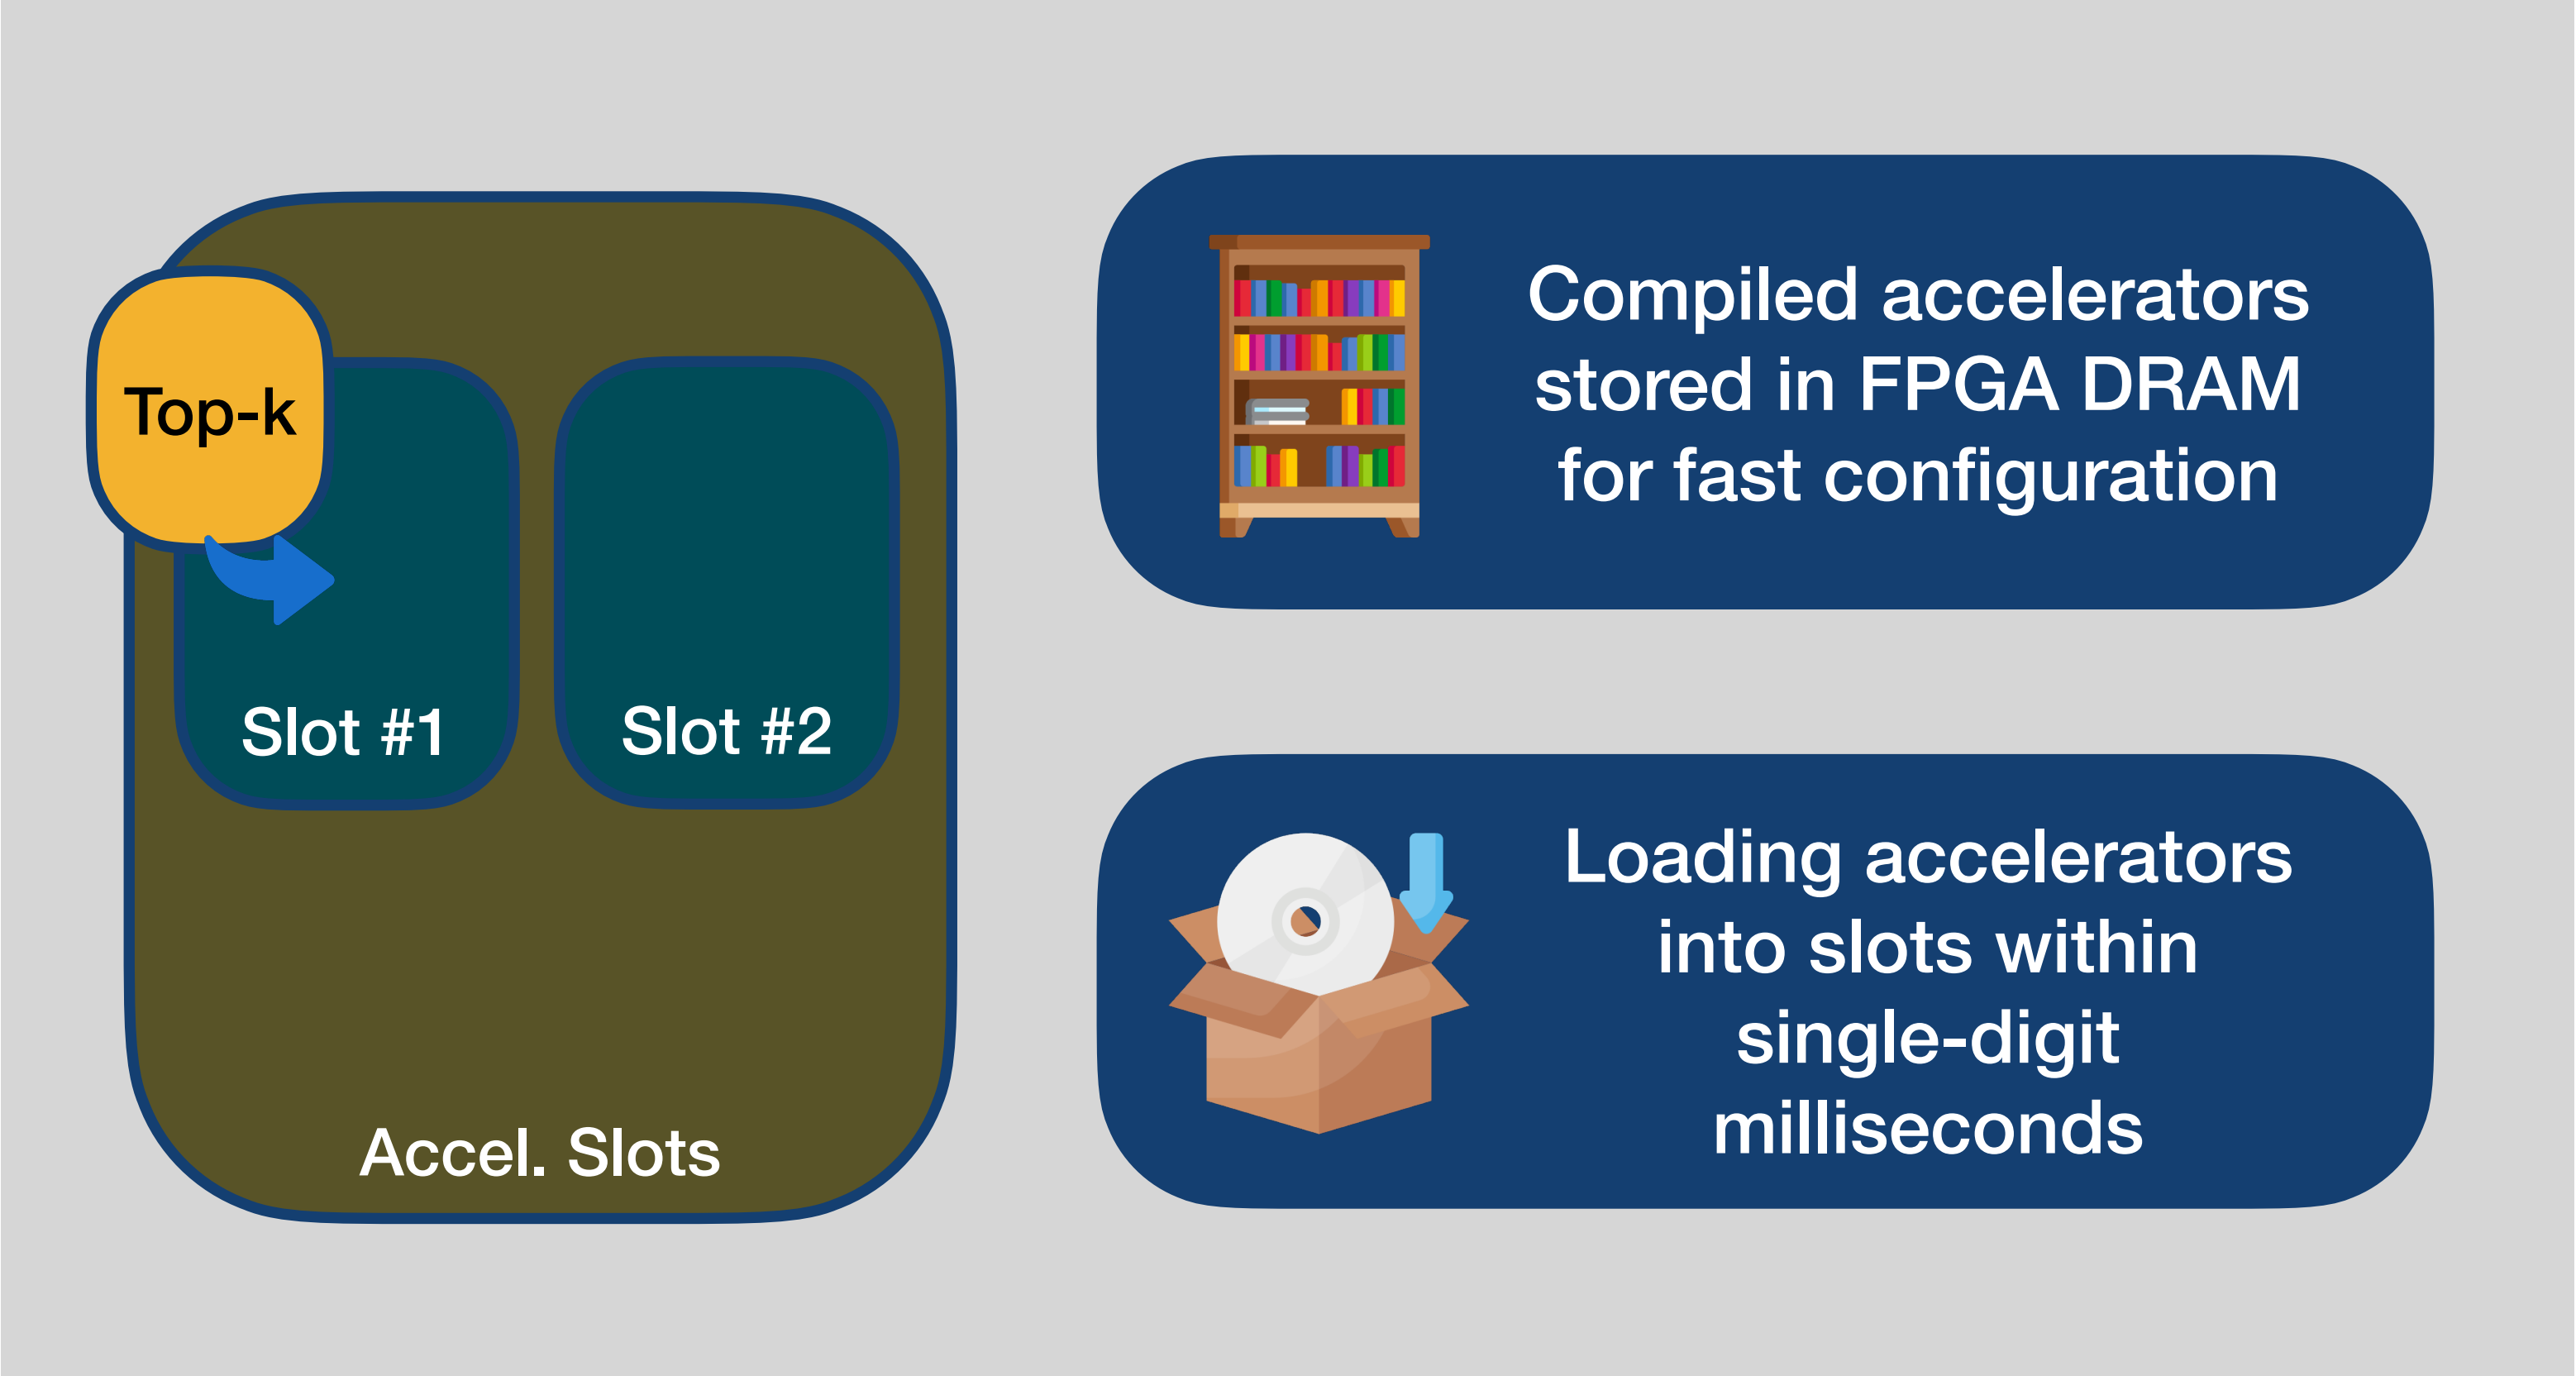 Top-k
Slot #1
Slot #2
Accel. Slots
Compiled accelerators
stored in FPGA DRAM
for fast configuration
Loading accelerators
into slots within
single-digit
milliseconds